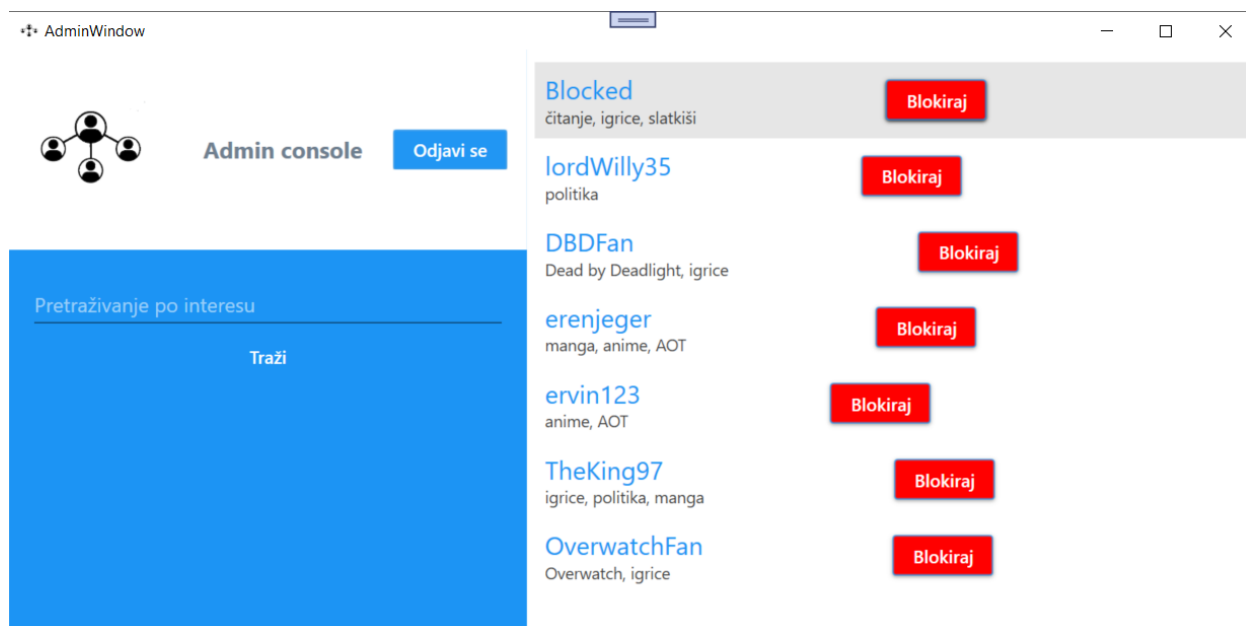 AdminWindow
Admin console
Odjavi se
Pretraživanje po interesu
Traži
Blocked
čitanje, igrice, slatkiši
Blokiraj
lordWilly35
politika
Blokiraj
DBDFan
Dead by Deadlight, igrice
Blokiraj
erenjeger
manga, anime, AOT
Blokiraj
ervin123
anime, AOT
Blokiraj
TheKing97
igrice, politika, manga
Blokiraj
OverwatchFan
Overwatch, igrice
Blokiraj